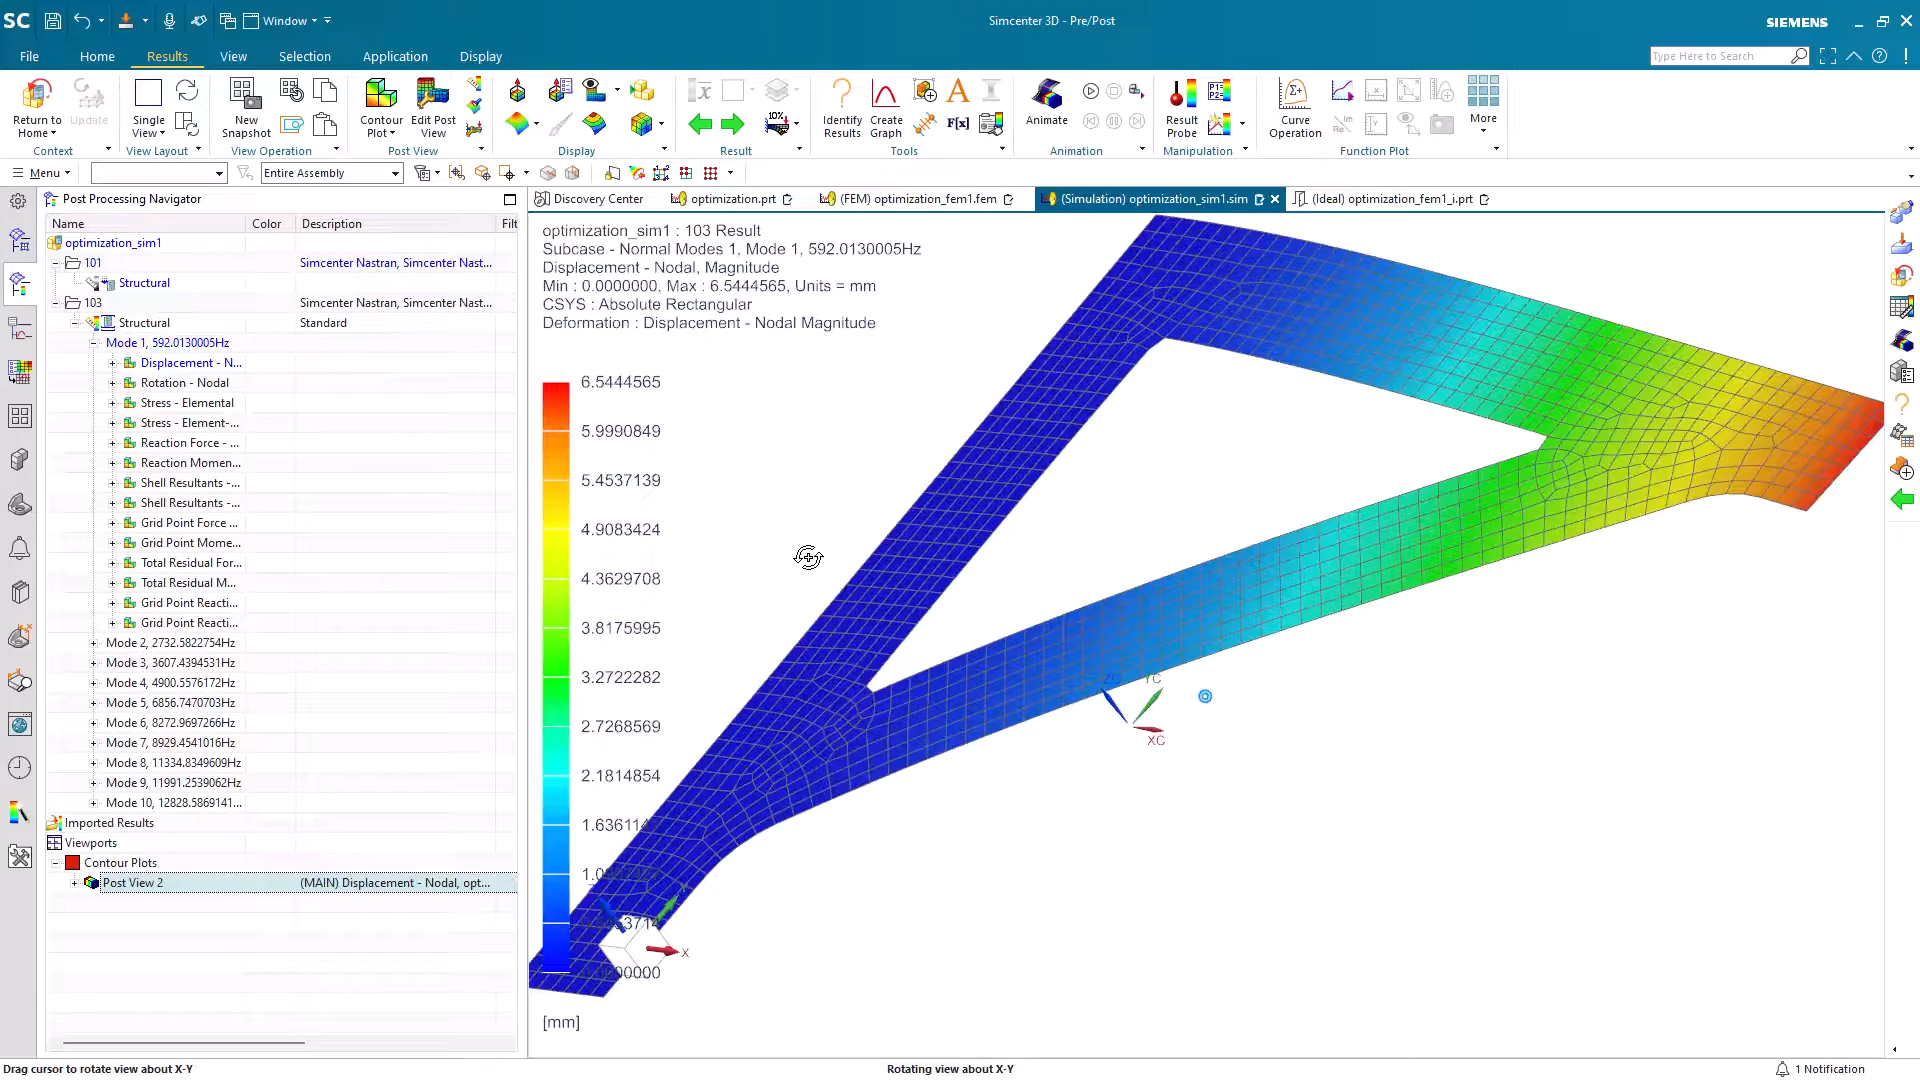 SC
Window
Simcenter 3D - Pre/Post
SIEMENS
File
Home
Results
View
Selection
Application
Display
Type Here to Search
Return to Home
Update
Single View
New Snapshot
Contour Plot
Edit Post View
10%
Identify Results
Create Graph
A
F[x]
Animate
Result Probe
P1=
P2=
Curve Operation
More
Context
View Layout
View Operation
Post View
Display
Result
Tools
Animation
Manipulation
Function Plot
Menu
Entire Assembly
Post Processing Navigator
Discovery Center
optimization.prt
(FEM) optimization_fem1.fem
(Simulation) optimization_sim1.sim
(Ideal) optimization_fem1_i.prt
Name
Color
Description
Filt
optimization_sim1
101
Simcenter Nastran, Simcenter Nast...
Structural
103
Simcenter Nastran, Simcenter Nast...
Structural
Standard
Mode 1, 592.0130005Hz
Displacement - N...
Rotation - Nodal
Stress - Elemental
Stress - Element-...
Reaction Force - ...
Reaction Momen...
Shell Resultants -...
Shell Resultants -...
Grid Point Force ...
Grid Point Mome...
Total Residual For...
Total Residual M...
Grid Point Reacti...
Grid Point Reacti...
Mode 2, 2732.5822754Hz
Mode 3, 3607.4394531Hz
Mode 4, 4900.5576172Hz
Mode 5, 6856.7470703Hz
Mode 6, 8272.9697266Hz
Mode 7, 8929.4541016Hz
Mode 8, 11334.8349609Hz
Mode 9, 11991.2539062Hz
Mode 10, 12828.5869141...
Imported Results
Viewports
Contour Plots
Post View 2
(MAIN) Displacement - Nodal, opt...
optimization_sim1 : 103 Result
Subcase - Normal Modes 1, Mode 1, 592.0130005Hz
Displacement - Nodal, Magnitude
Min : 0.0000000, Max : 6.5444565, Units = mm
CSYS : Absolute Rectangular
Deformation : Displacement - Nodal Magnitude
6.5444565
5.9990849
5.4537139
4.9083424
4.3629708
3.8175995
3.2722282
2.7268569
2.1814854
[mm]
YC
XC
X
Drag cursor to rotate view about X-Y
Rotating view about X-Y
1 Notification